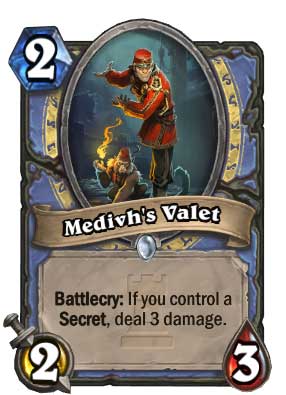 2
Medivh's Valet
Battlecry: If you control a
Secret, deal 3 damage.
2
3